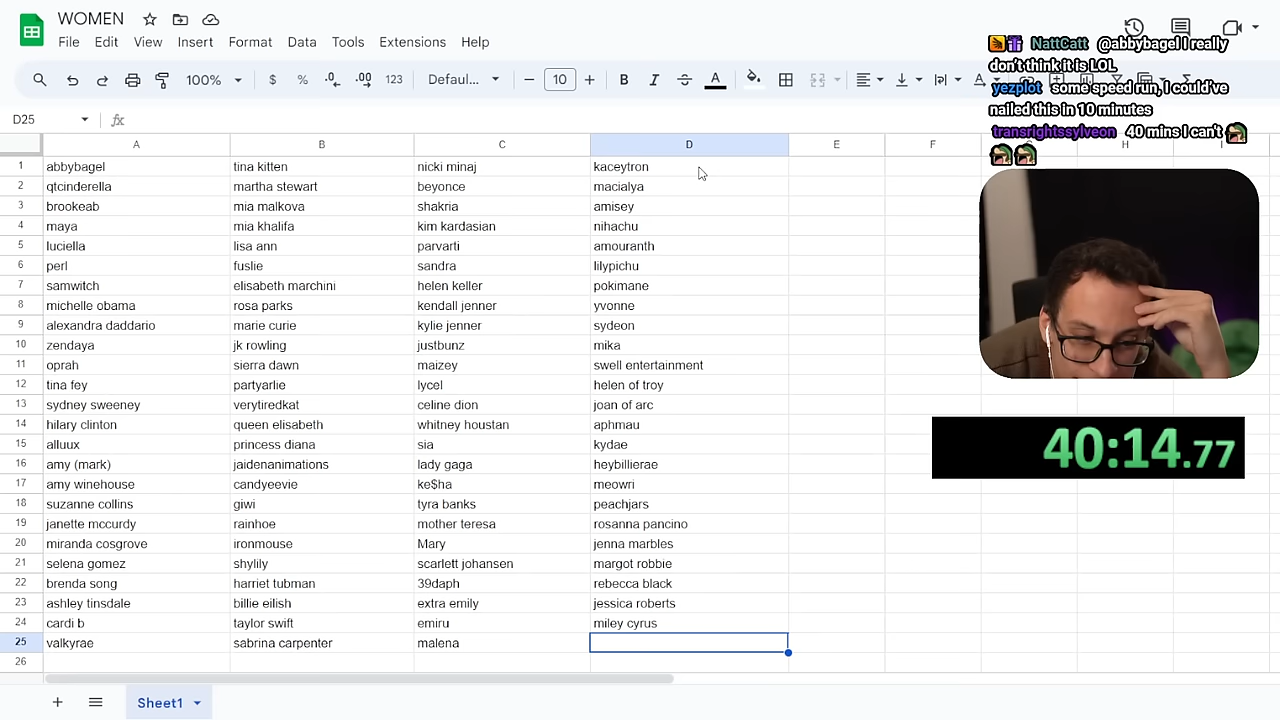 WOMEN
File Edit View Insert Format Data Tools Extensions Help
100% $ % .0 .00 123 Defaul... 10 B I S A
NattCatt @abbybagel I really
don't think it is LOL
yezplot some speed run, I could've
nailed this in 10 minutes
transrightssylveon 40 mins I can't
D25 fx
A B C D E F H
1 abbybagel tina kitten nicki minaj kaceytron
2 qtcinderella martha stewart beyonce macialya
3 brookeab mia malkova shakria amisey
4 maya mia khalifa kim kardasian nihachu
5 luciella lisa ann parvarti amouranth
6 perl fuslie sandra lilypichu
7 samwitch elisabeth marchini helen keller pokimane
8 michelle obama rosa parks kendall jenner yvonne
9 alexandra daddario marie curie kylie jenner sydeon
10 zendaya jk rowling justbunz mika
11 oprah sierra dawn maizey swell entertainment
12 tina fey partyarlie lycel helen of troy
13 sydney sweeney verytiredkat celine dion joan of arc
14 hilary clinton queen elisabeth whitney houstan aphmau
15 alluux princess diana sia kydae
16 amy (mark) jaidenanimations lady gaga heybillierae
17 amy winehouse candyeevie ke$ha meowri
18 suzanne collins giwi tyra banks peachjars
19 janette mccurdy rainhoe mother teresa rosanna pancino
20 miranda cosgrove ironmouse Mary jenna marbles
21 selena gomez shylily scarlett johansen margot robbie
22 brenda song harriet tubman 39daph rebecca black
23 ashley tinsdale billie eilish extra emily jessica roberts
24 cardi b taylor swift emiru miley cyrus
25 valkyrae sabrina carpenter malena
26
40:14.77
Sheet1